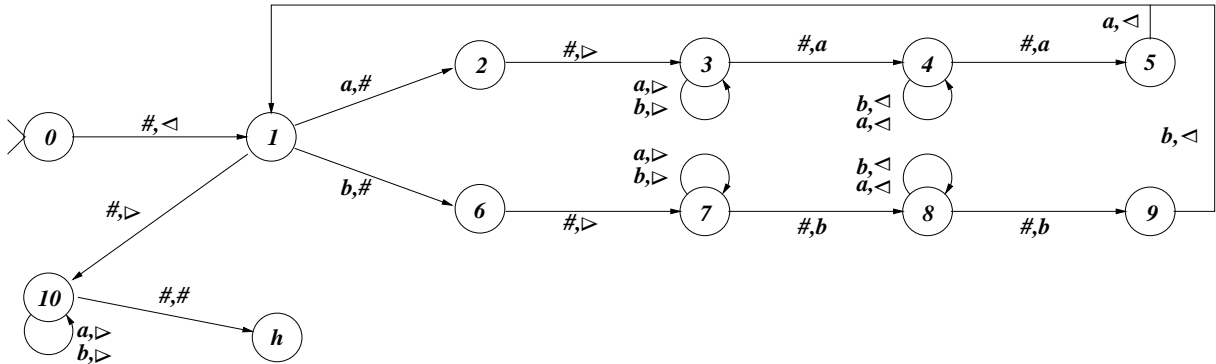 a,◁
#,▷
#,a
#,a
2
3
4
5
a,#
a,▷
b,▷
b,◁
a,◁
#,◁
0
1
b,◁
a,▷
b,▷
b,◁
a,◁
b,#
6
#,▷
7
#,b
8
#,b
9
#,▷
10
#,#
a,▷
b,▷
h